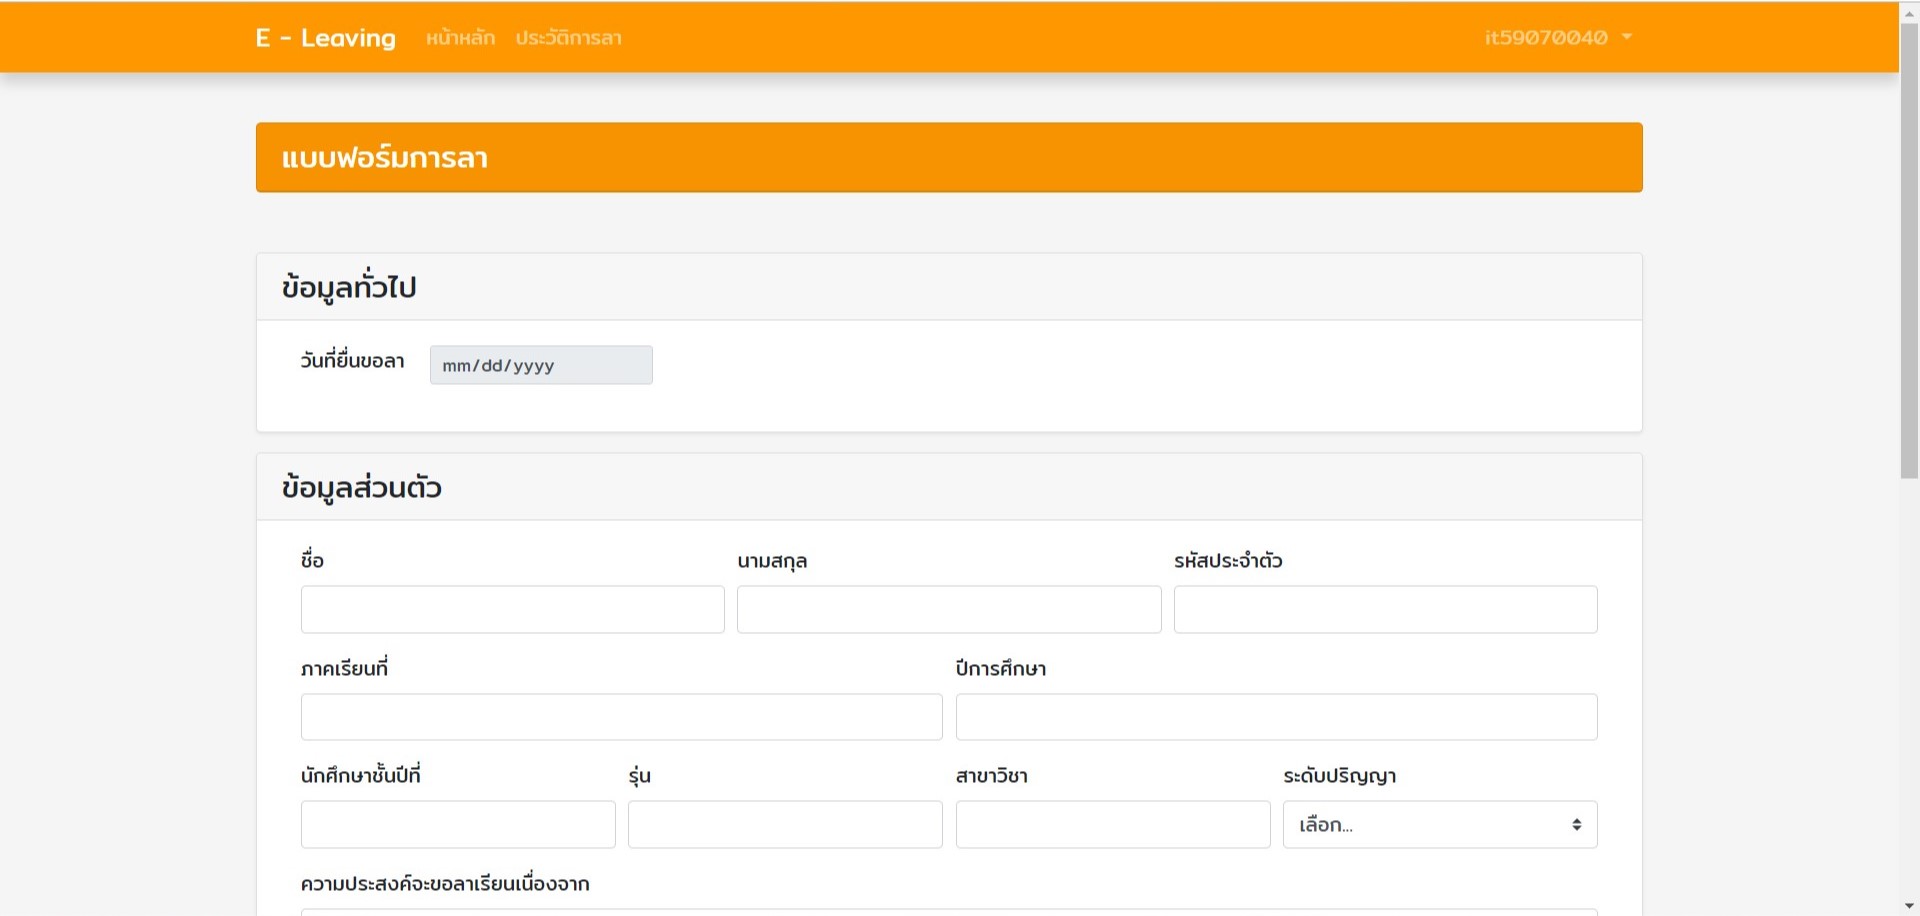 E - Leaving หน้าหลัก ประวัติการลา it59070040
แบบฟอร์มการลา
ข้อมูลทั่วไป
วันที่ยื่นขอลา mm/dd/yyyy
ข้อมูลส่วนตัว
ชื่อ นามสกุล รหัสประจำตัว
ภาคเรียนที่ ปีการศึกษา
นักศึกษาชั้นปีที่ รุ่น สาขาวิชา ระดับปริญญา
เลือก...
ความประสงค์จะขอลาเรียนเนื่องจาก